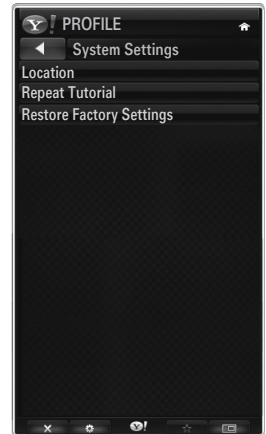 Y! PROFILE
System Settings
Location
Repeat Tutorial
Restore Factory Settings
Y!